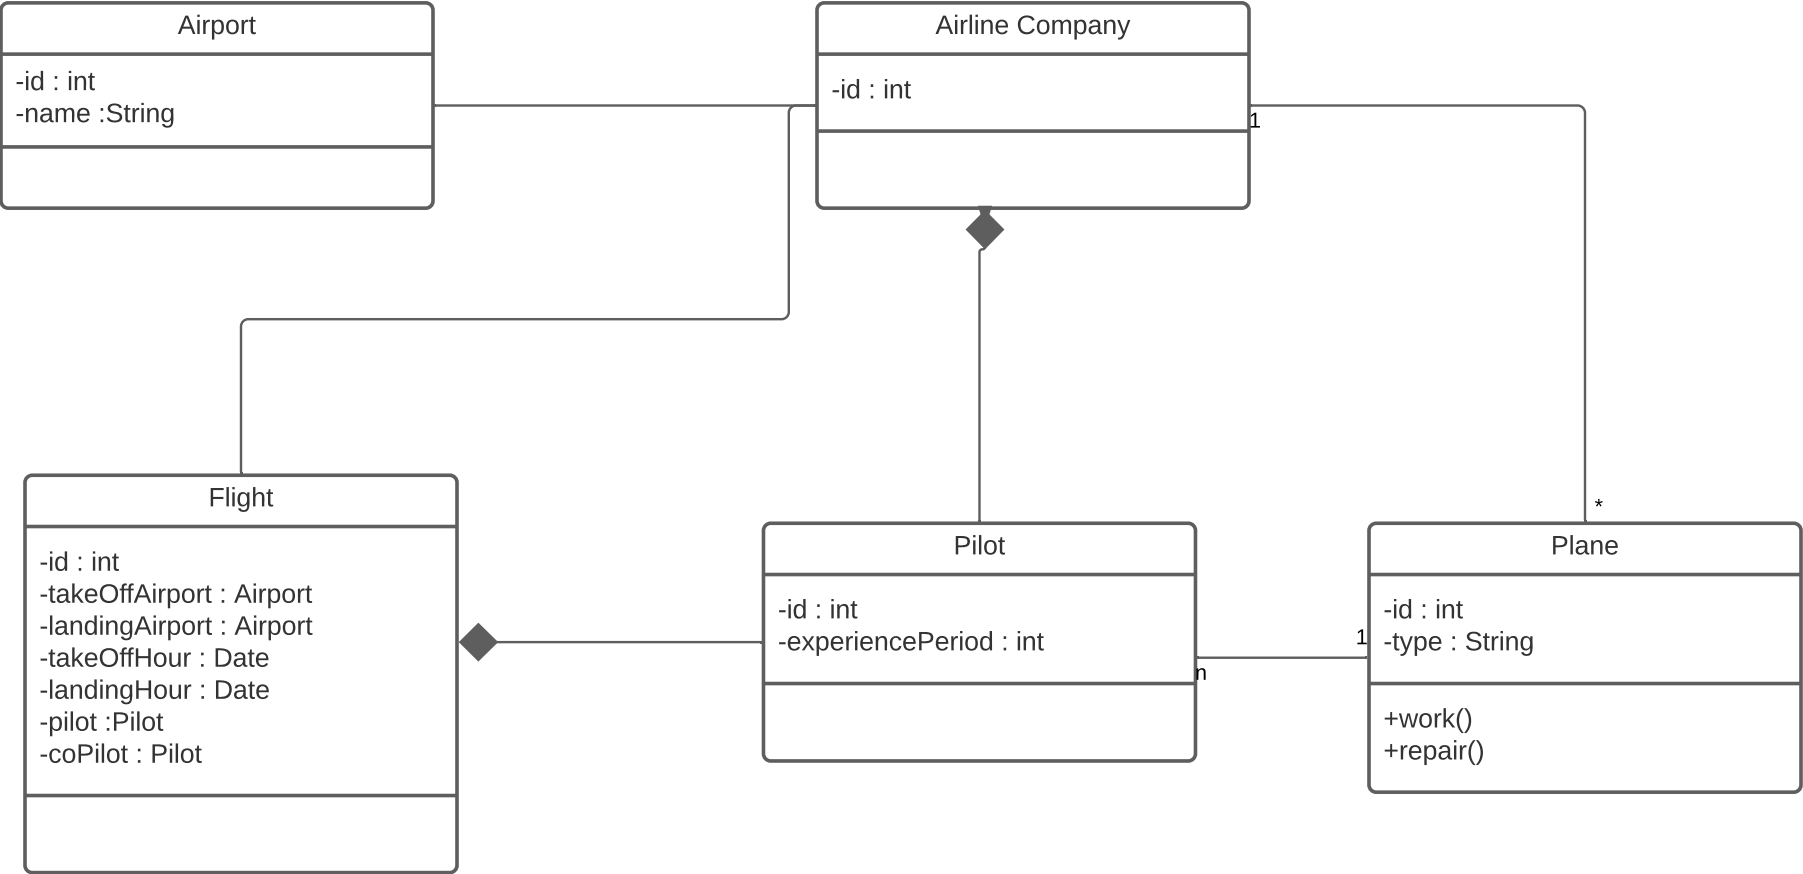 Airport
-id : int
-name :String
Airline Company
-id : int
1
*
Flight
-id : int
-takeOffAirport : Airport
-landingAirport : Airport
-takeOffHour : Date
-landingHour : Date
-pilot :Pilot
-coPilot : Pilot
Pilot
-id : int
-experiencePeriod : int
n
1
Plane
-id : int
-type : String
+work()
+repair()